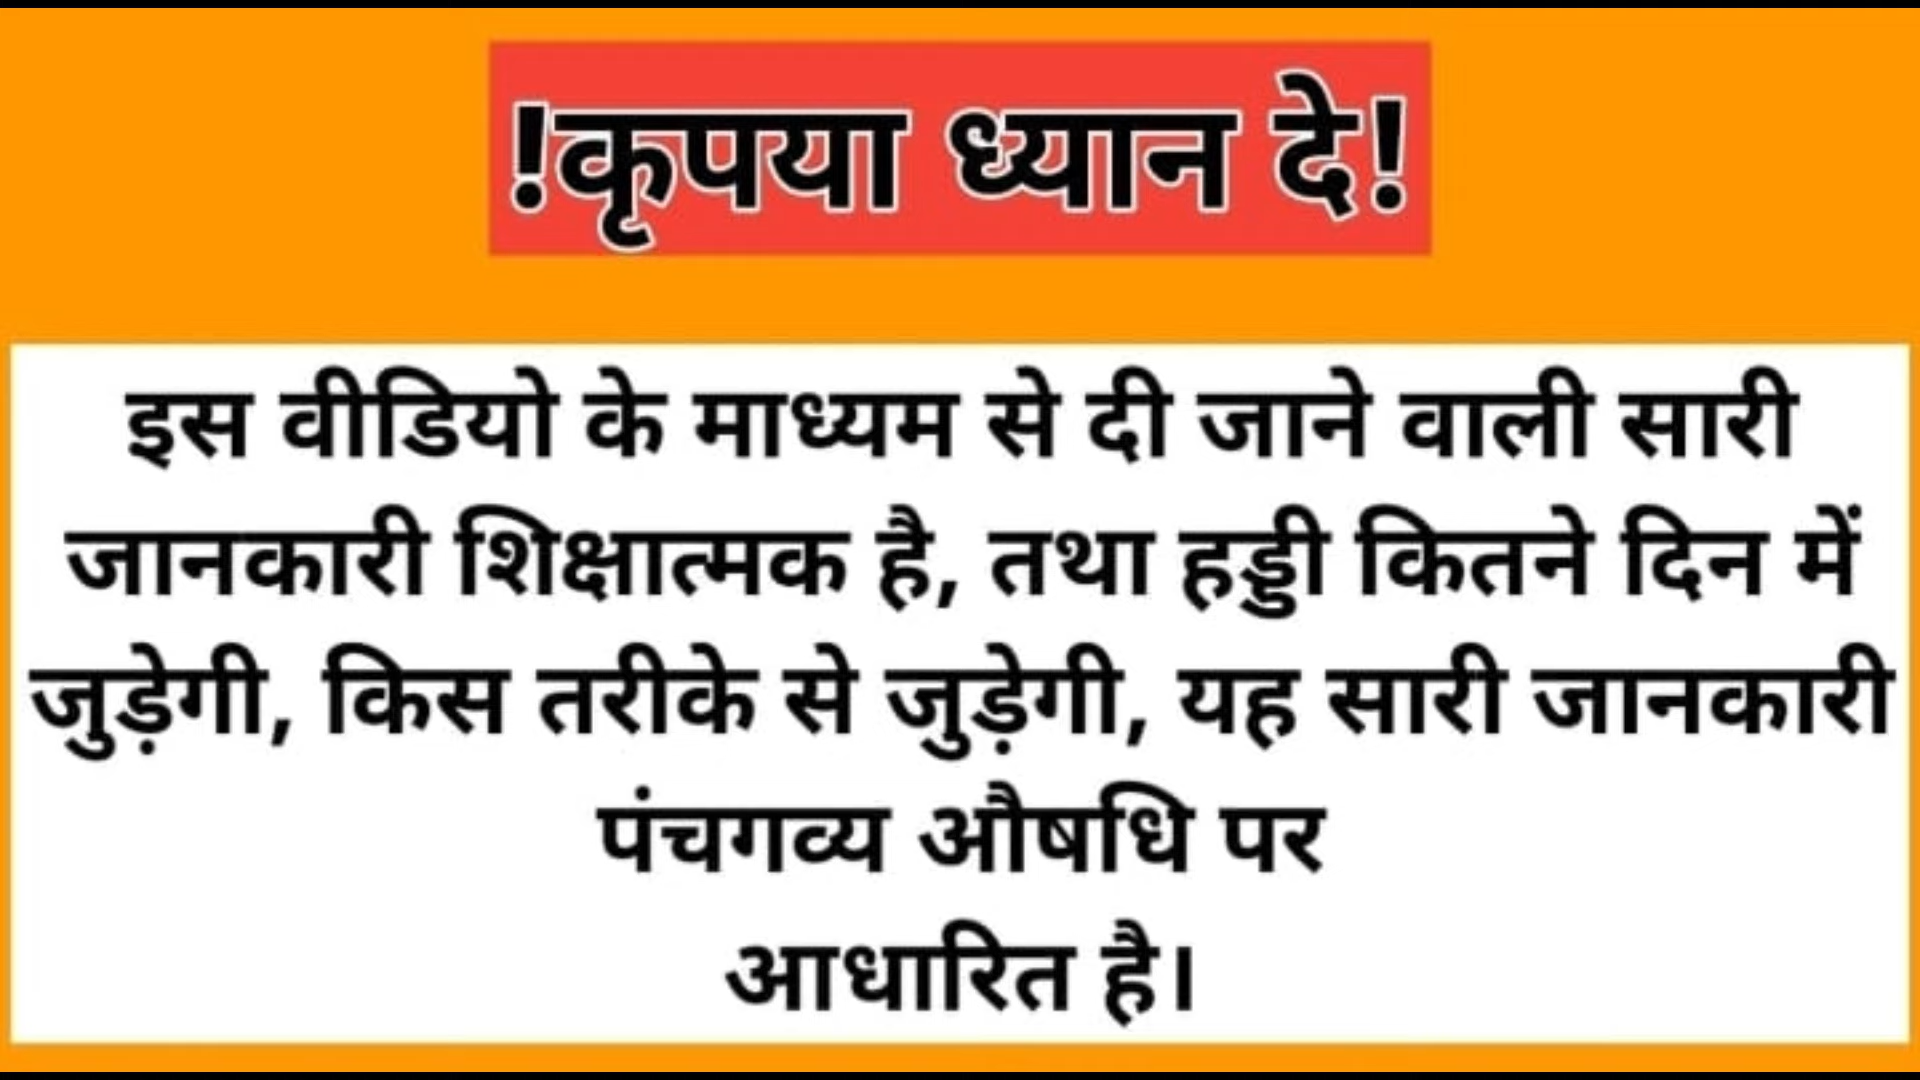 !कृपया ध्यान दे!
इस वीडियो के माध्यम से दी जाने वाली सारी
जानकारी शिक्षात्मक है, तथा हड्डी कितने दिन में
जुड़ेगी, किस तरीके से जुड़ेगी, यह सारी जानकारी
पंचगव्य औषधि पर
आधारित है।